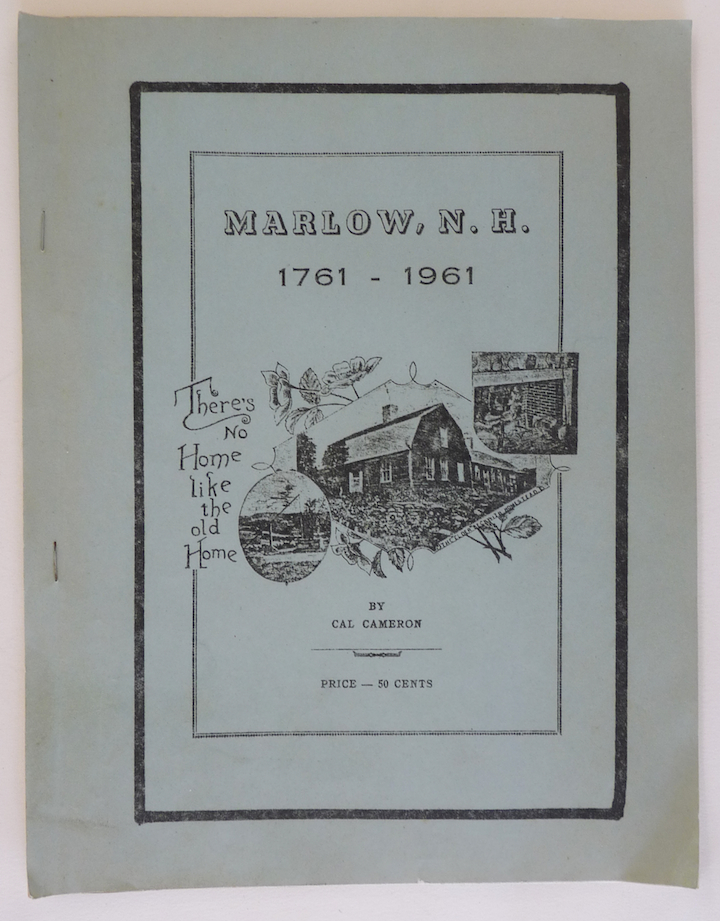 MARLOW, N. H.
1761 - 1961
There's
No
Home
like
the
old
Home
BY
CAL CAMERON
PRICE — 50 CENTS